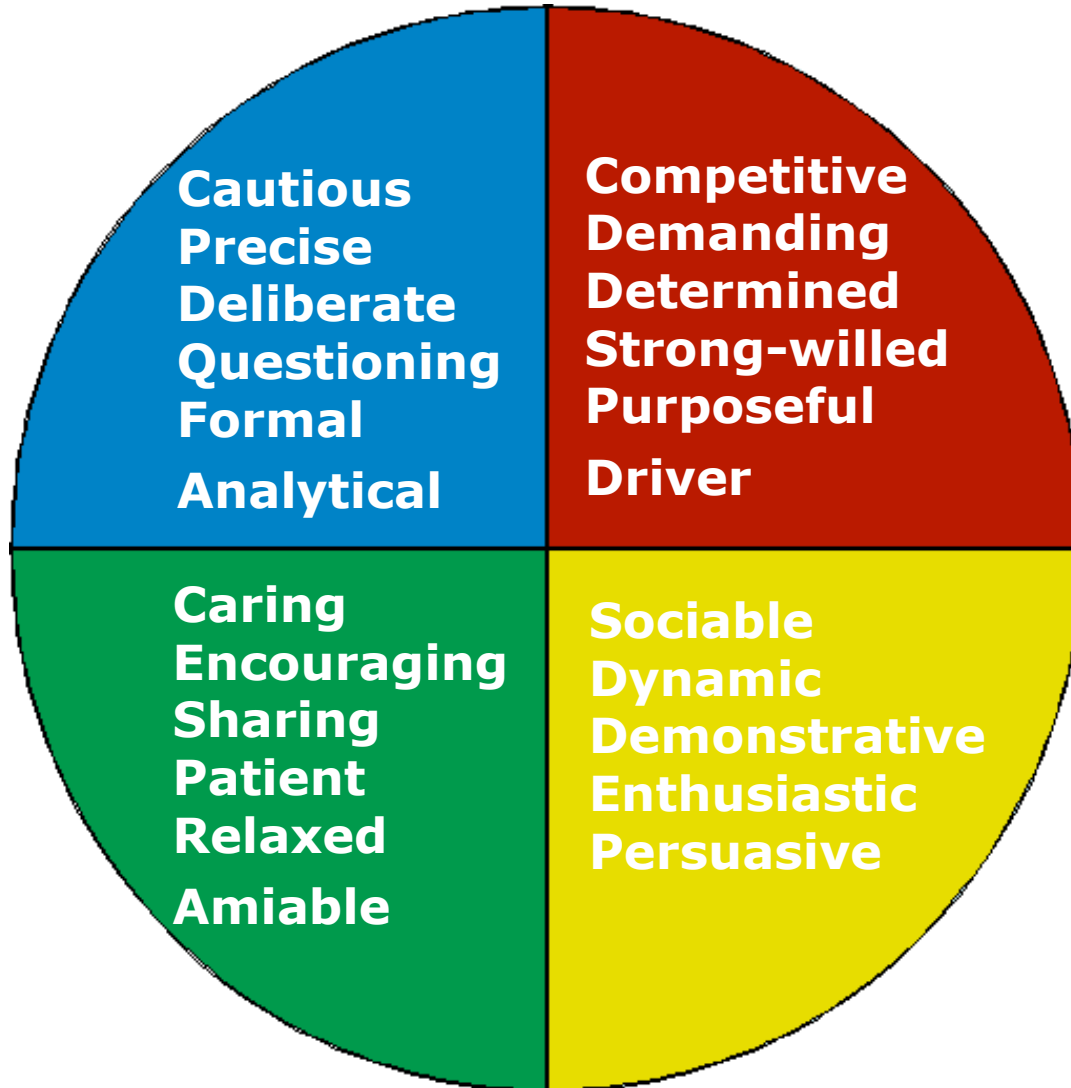 Cautious
Precise
Deliberate
Questioning
Formal
Analytical
Competitive
Demanding
Determined
Strong-willed
Purposeful
Driver
Caring
Encouraging
Sharing
Patient
Relaxed
Amiable
Sociable
Dynamic
Demonstrative
Enthusiastic
Persuasive